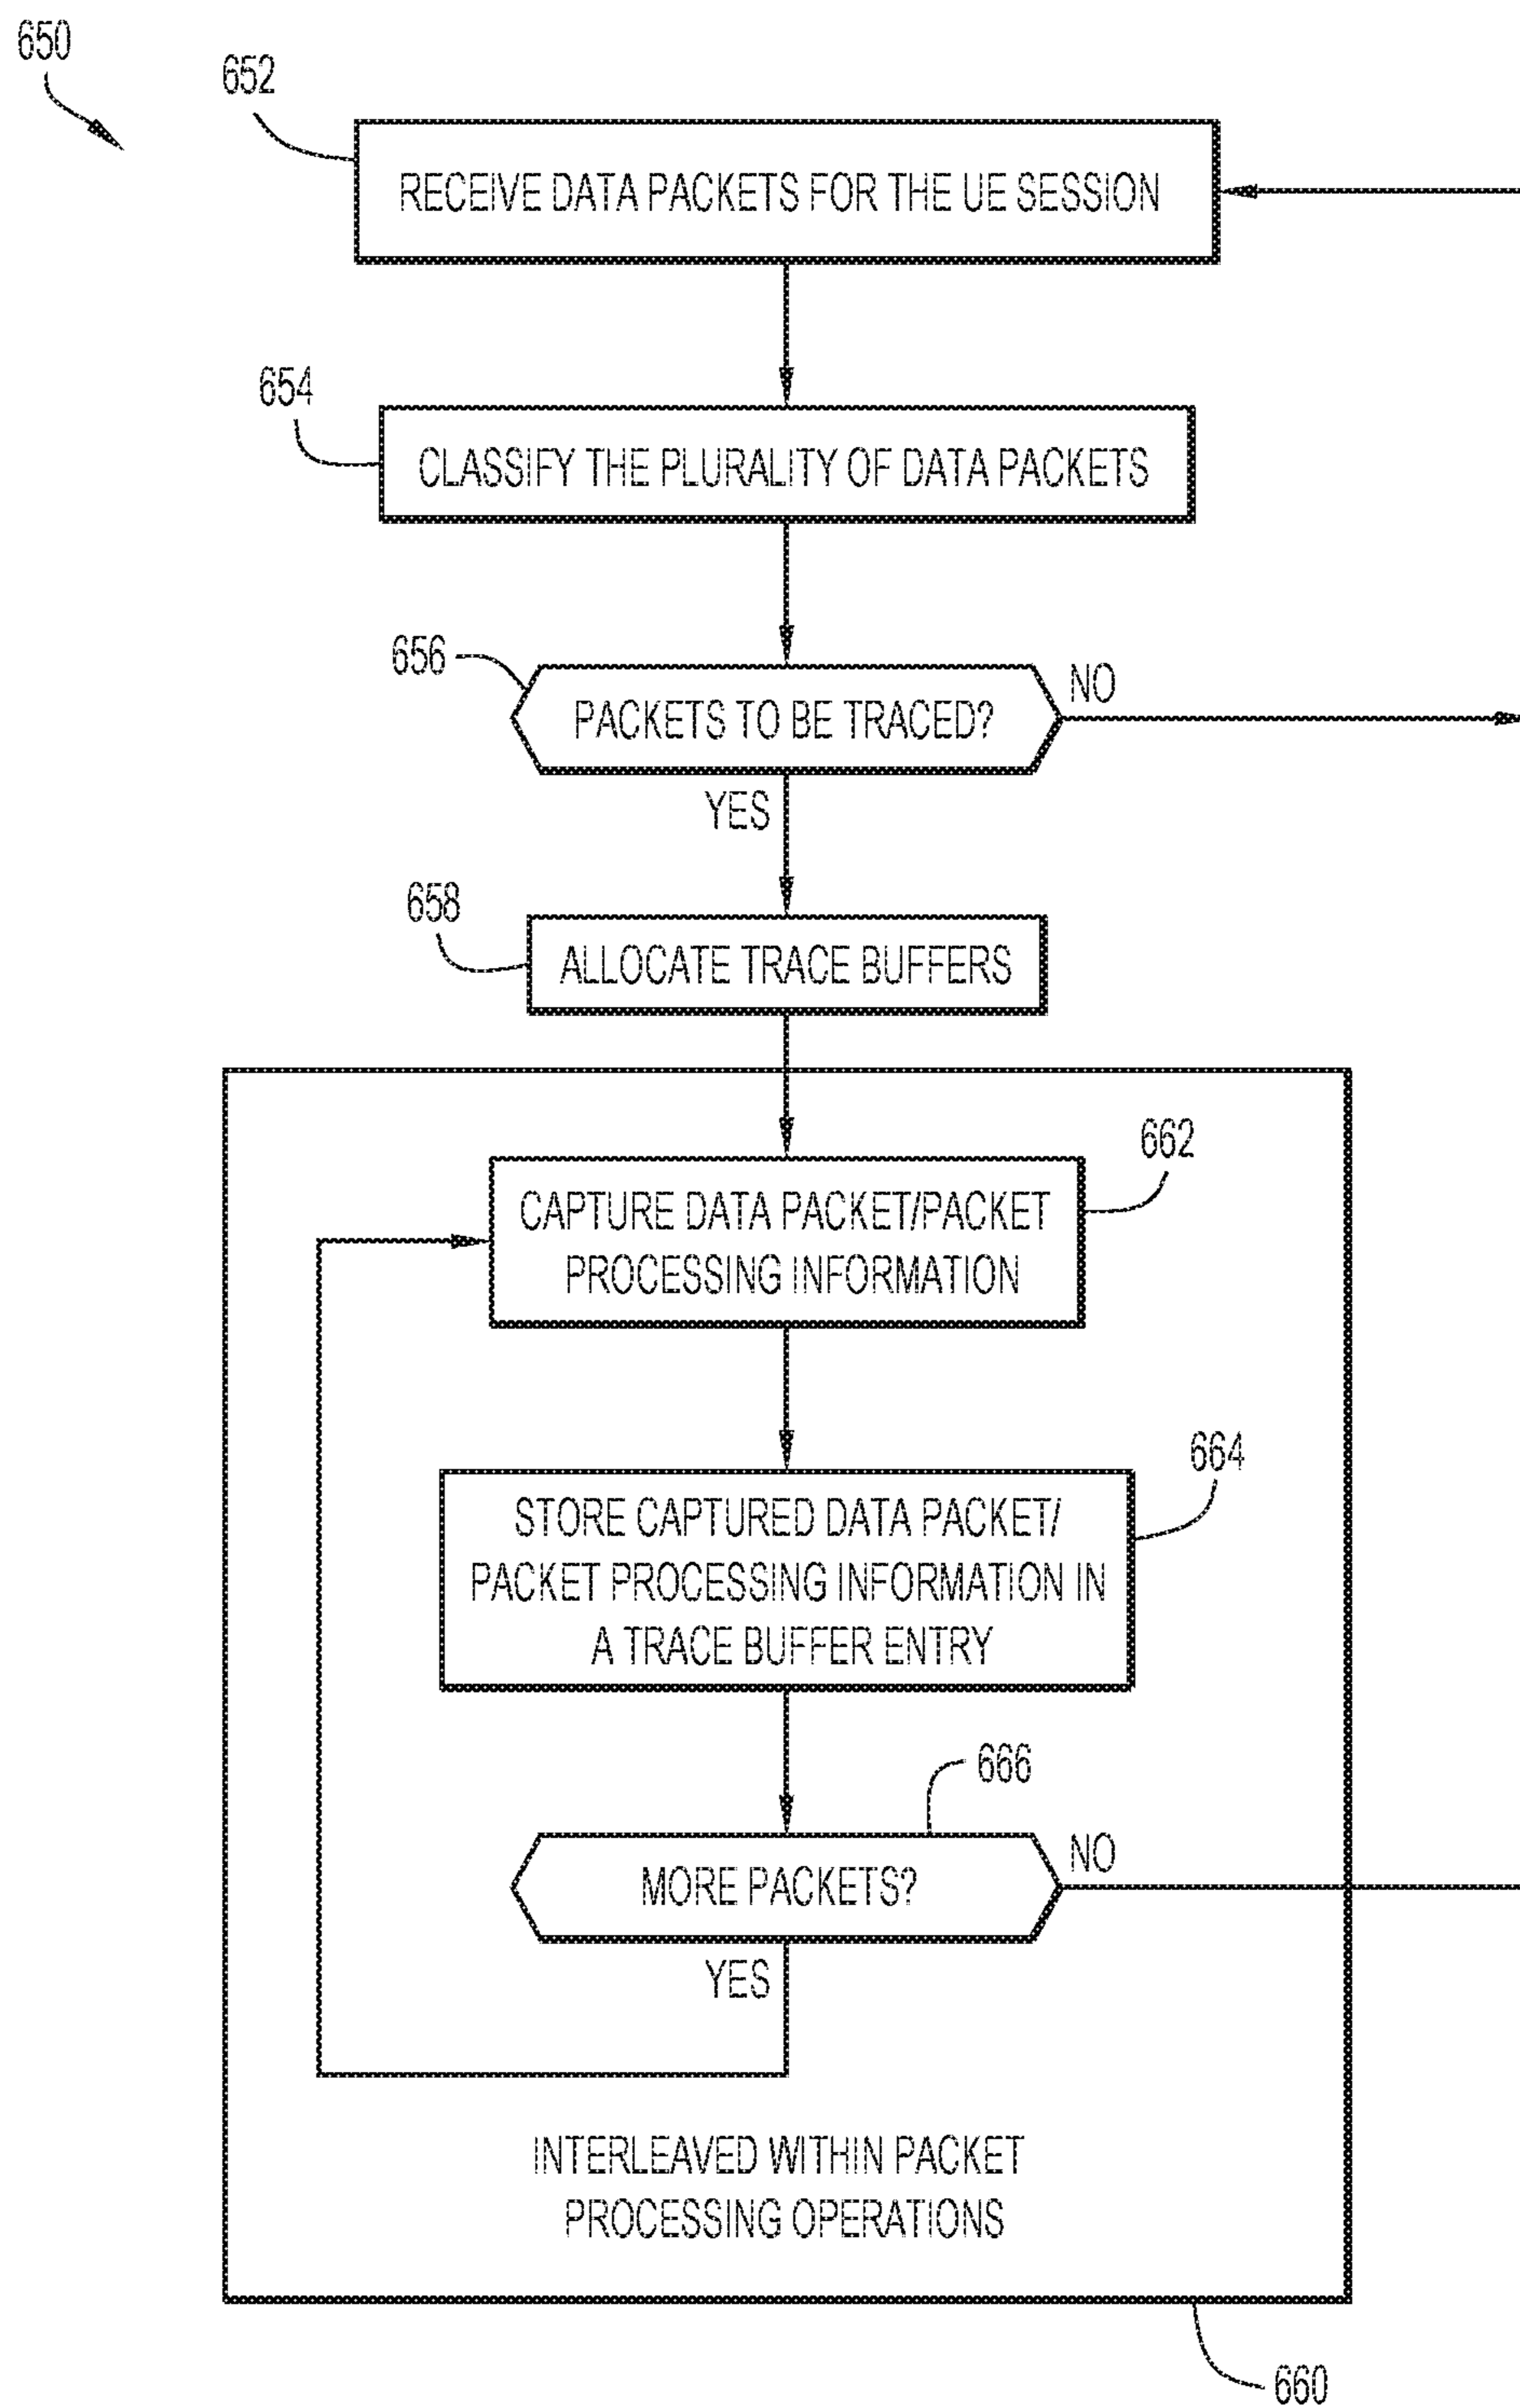 650
652
RECEIVE DATA PACKETS FOR THE UE SESSION
654
CLASSIFY THE PLURALITY OF DATA PACKETS
656
PACKETS TO BE TRACED?
NO
YES
658
ALLOCATE TRACE BUFFERS
662
CAPTURE DATA PACKET/PACKET
PROCESSING INFORMATION
664
STORE CAPTURED DATA PACKET/
PACKET PROCESSING INFORMATION IN
A TRACE BUFFER ENTRY
666
MORE PACKETS?
NO
YES
INTERLEAVED WITHIN PACKET
PROCESSING OPERATIONS
660